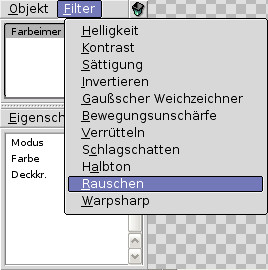 Objekt Filter
Farbeimer
Helligkeit
Kontrast
Sättigung
Invertieren
Gaußscher Weichzeichner
Bewegungsunschärfe
Verrütteln
Schlagschatten
Halbton
Rauschen
Warpsharp
Eigensch
Modus
Farbe
Deckkr.